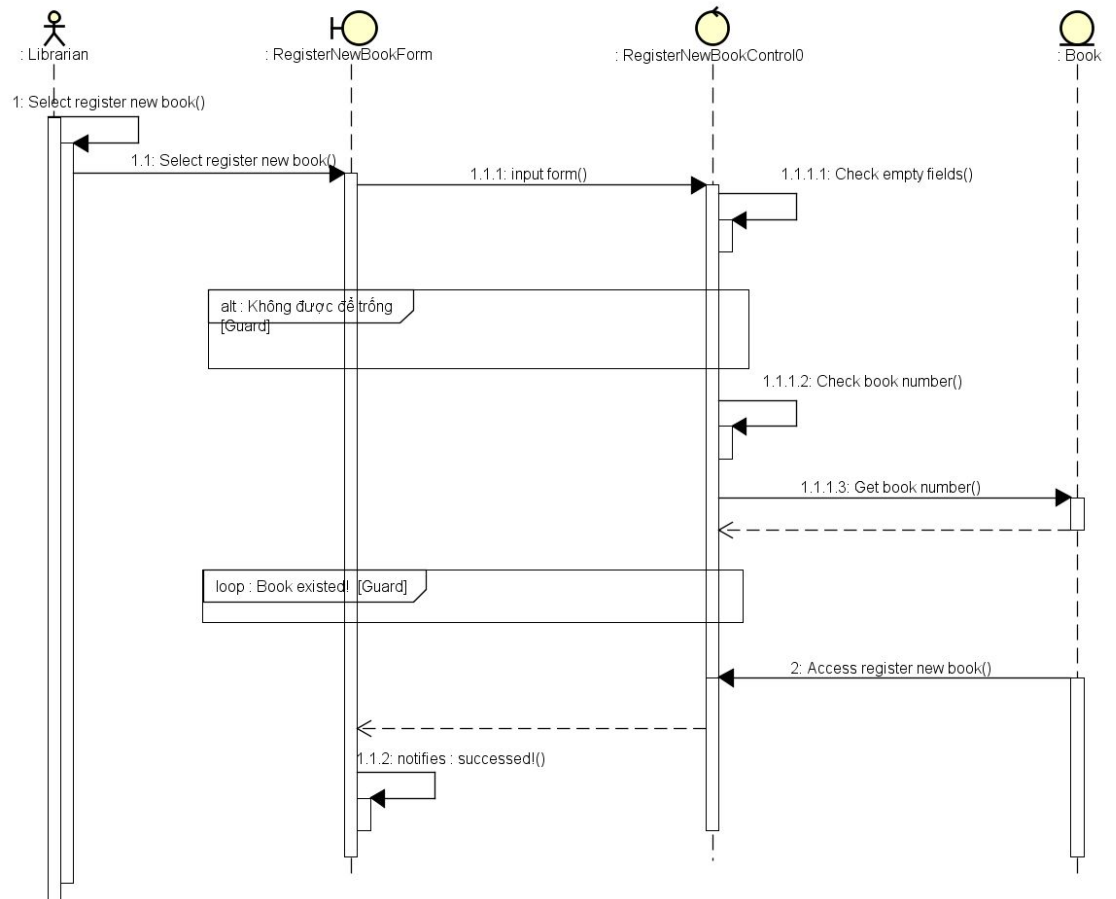 : Librarian
: RegisterNewBookForm
: RegisterNewBookControl0
: Book
1: Select register new book()
1.1: Select register new book()
1.1.1: input form()
1.1.1.1: Check empty fields()
alt : Không được để trống
[Guard]
1.1.1.2: Check book number()
1.1.1.3: Get book number()
loop : Book existed! [Guard]
2: Access register new book()
1.1.2: notifies : successed!()